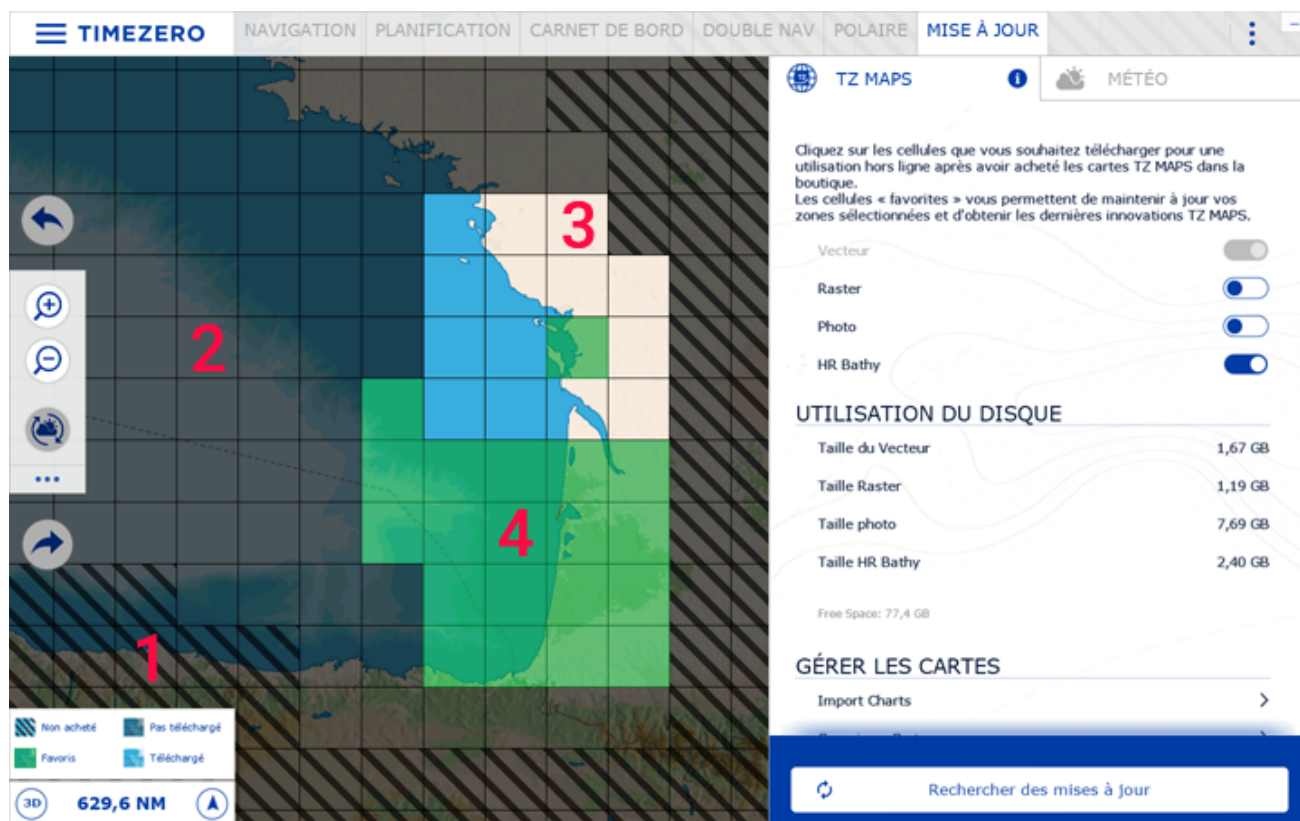 TIMEZERO NAVIGATION PLANIFICATION CARNET DE BORD DOUBLE NAV POLAIRE MISE À JOUR
TZ MAPS MÉTÉO
Cliquez sur les cellules que vous souhaitez télécharger pour une
utilisation hors ligne après avoir acheté les cartes TZ MAPS dans la
boutique.
Les cellules « favorites » vous permettent de maintenir à jour vos
zones sélectionnées et d'obtenir les dernières innovations TZ MAPS.
Vecteur
Raster
Photo
HR Bathy
UTILISATION DU DISQUE
Taille du Vecteur 1,67 GB
Taille Raster 1,19 GB
Taille photo 7,69 GB
Taille HR Bathy 2,40 GB
Free Space: 77,4 GB
GÉRER LES CARTES
Import Charts
Rechercher des mises à jour
3
2
4
1
Non acheté Pas téléchargé
Favoris Téléchargé
3D 629,6 NM